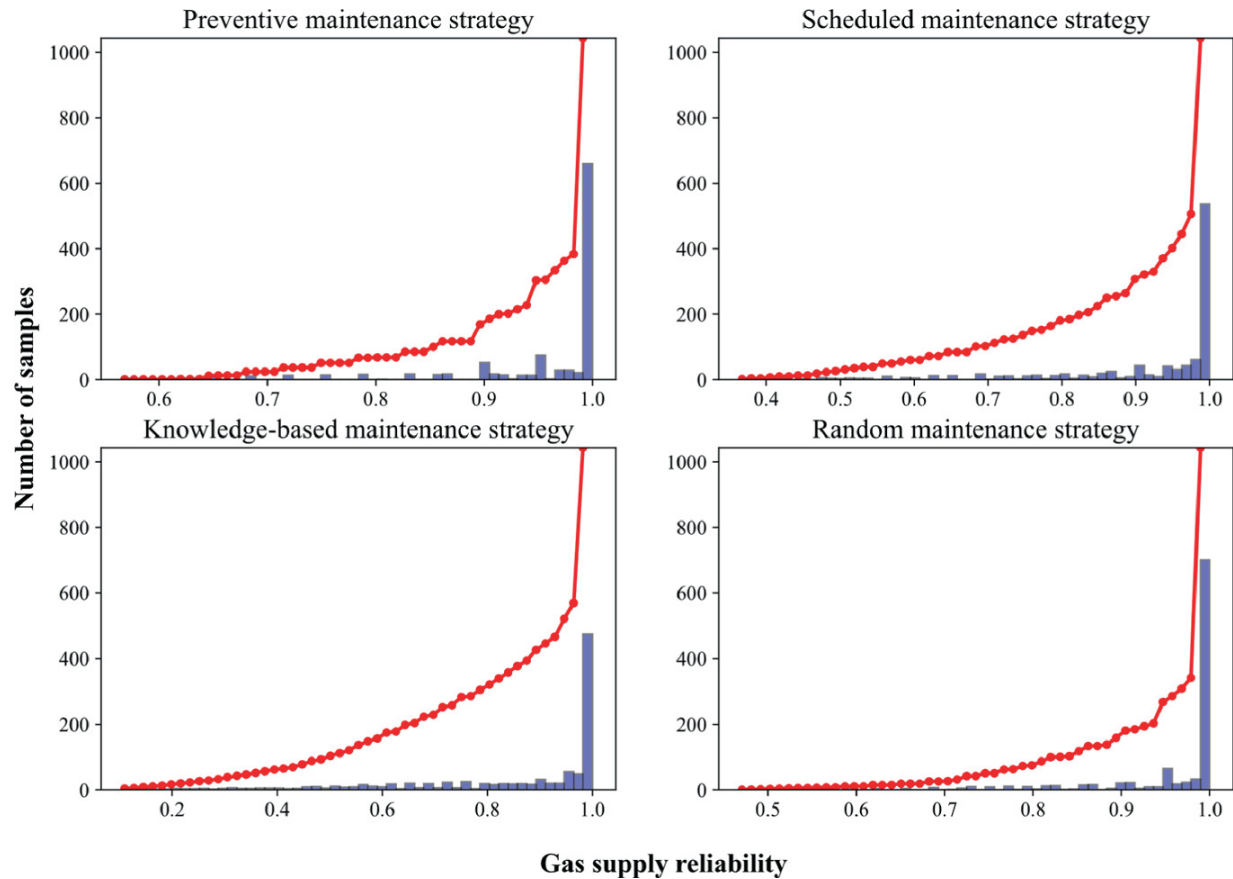 Preventive maintenance strategy
Scheduled maintenance strategy
1000
800
600
400
200
0
0.6 0.7 0.8 0.9 1.0
1000
800
600
400
200
0
0.4 0.5 0.6 0.7 0.8 0.9 1.0
Number of samples
Knowledge-based maintenance strategy
Random maintenance strategy
1000
800
600
400
200
0
0.2 0.4 0.6 0.8 1.0
1000
800
600
400
200
0
0.5 0.6 0.7 0.8 0.9 1.0
Gas supply reliability